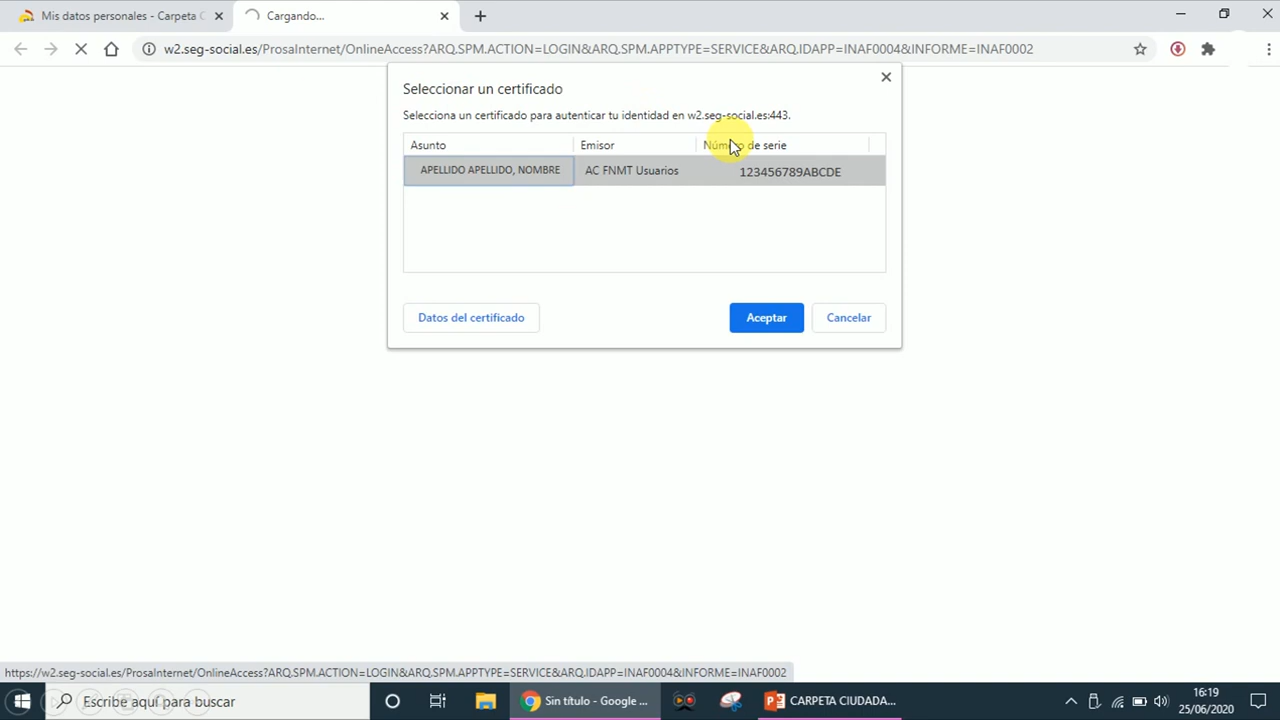 Mis datos personales - Carpeta C
Cargando...
w2.seg-social.es/ProsaInternet/OnlineAccess?ARQ.SPM.ACTION=LOGIN&ARQ.SPM.APPTYPE=SERVICE&ARQ.IDAPP=INAF0004&INFORME=INAF0002
Seleccionar un certificado
Selecciona un certificado para autenticar tu identidad en w2.seg-social.es:443.
Asunto Emisor Número de serie
APELLIDO APELLIDO, NOMBRE AC FNMT Usuarios 123456789ABCDE
Datos del certificado Aceptar Cancelar
https://w2.seg-social.es/ProsaInternet/OnlineAccess?ARQ.SPM.ACTION=LOGIN&ARQ.SPM.APPTYPE=SERVICE&ARQ.IDAPP=INAF0004&INFORME=INAF0002
Escribe aquí para buscar
Sin título - Google ...
CARPETA CIUDADA...
16:19
25/06/2020